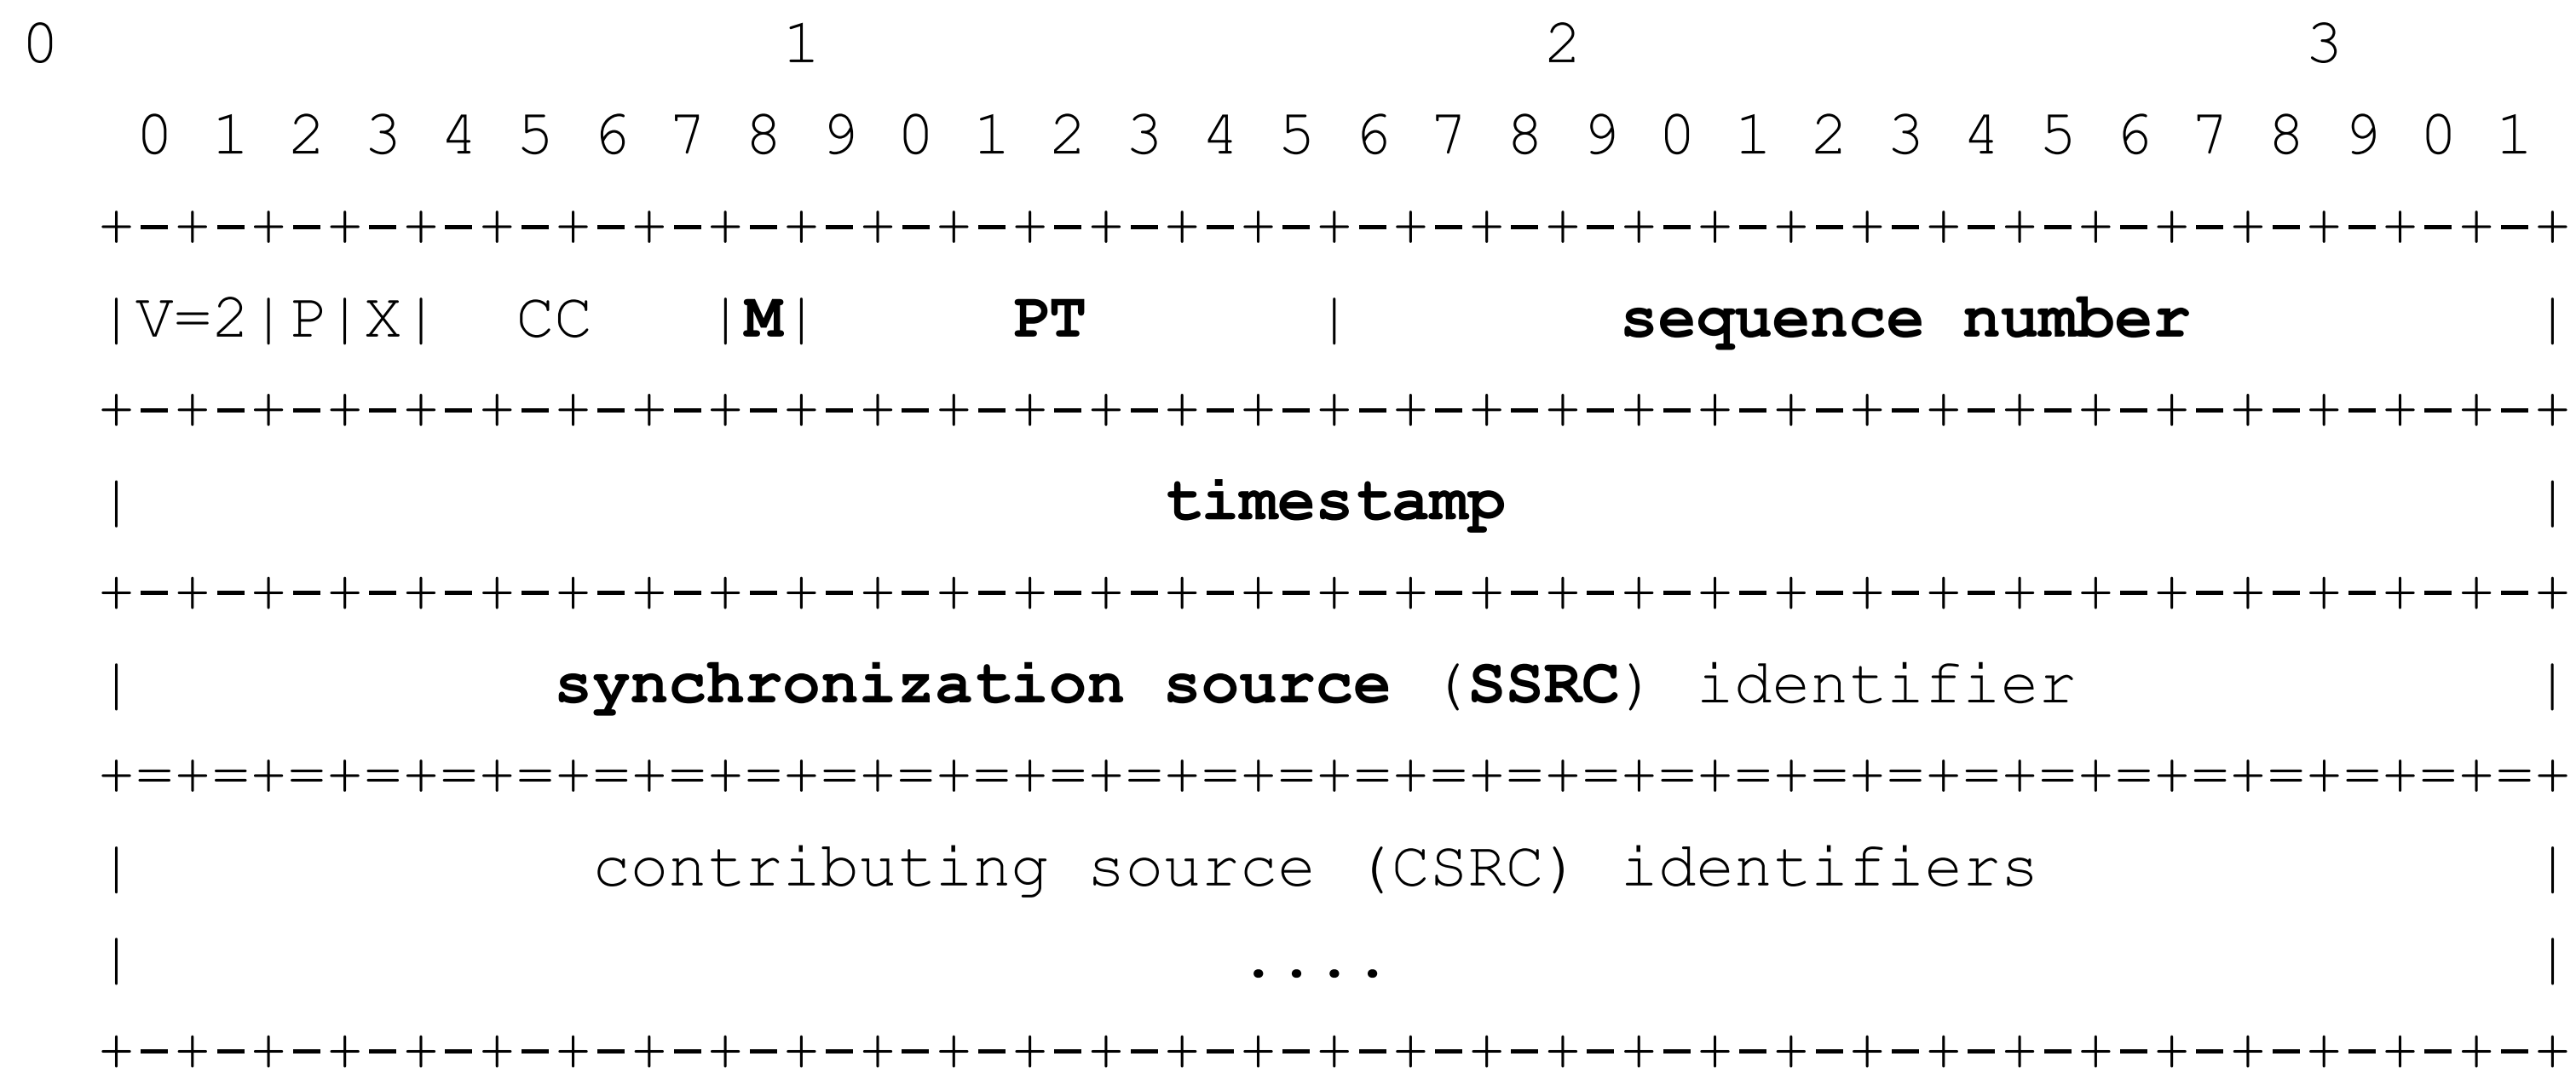 0                   1                   2                   3
   0 1 2 3 4 5 6 7 8 9 0 1 2 3 4 5 6 7 8 9 0 1 2 3 4 5 6 7 8 9 0 1
  +-+-+-+-+-+-+-+-+-+-+-+-+-+-+-+-+-+-+-+-+-+-+-+-+-+-+-+-+-+-+-+-+
  |V=2|P|X|  CC   |M|     PT      |       sequence number         |
  +-+-+-+-+-+-+-+-+-+-+-+-+-+-+-+-+-+-+-+-+-+-+-+-+-+-+-+-+-+-+-+-+
  |                           timestamp                           |
  +-+-+-+-+-+-+-+-+-+-+-+-+-+-+-+-+-+-+-+-+-+-+-+-+-+-+-+-+-+-+-+-+
  |           synchronization source (SSRC) identifier            |
  +=+=+=+=+=+=+=+=+=+=+=+=+=+=+=+=+=+=+=+=+=+=+=+=+=+=+=+=+=+=+=+=+
  |            contributing source (CSRC) identifiers             |
  |                             ....                              |
  +-+-+-+-+-+-+-+-+-+-+-+-+-+-+-+-+-+-+-+-+-+-+-+-+-+-+-+-+-+-+-+-+